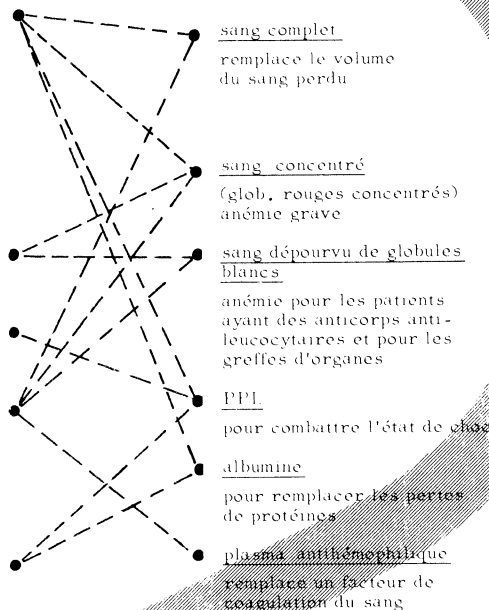 sang complet
remplace le volume
du sang perdu
sang concentré
(glob. rouges concentrés)
anémie grave
sang dépourvu de globules
blancs
anémie pour les patients
ayant des anticorps anti-
leucocytaires et pour les
greffes d'organes
PPL
pour combattre l'état de choc
albumine
pour remplacer les pertes
de protéines
plasma antihémophilique
remplace un facteur de
coagulation du sang